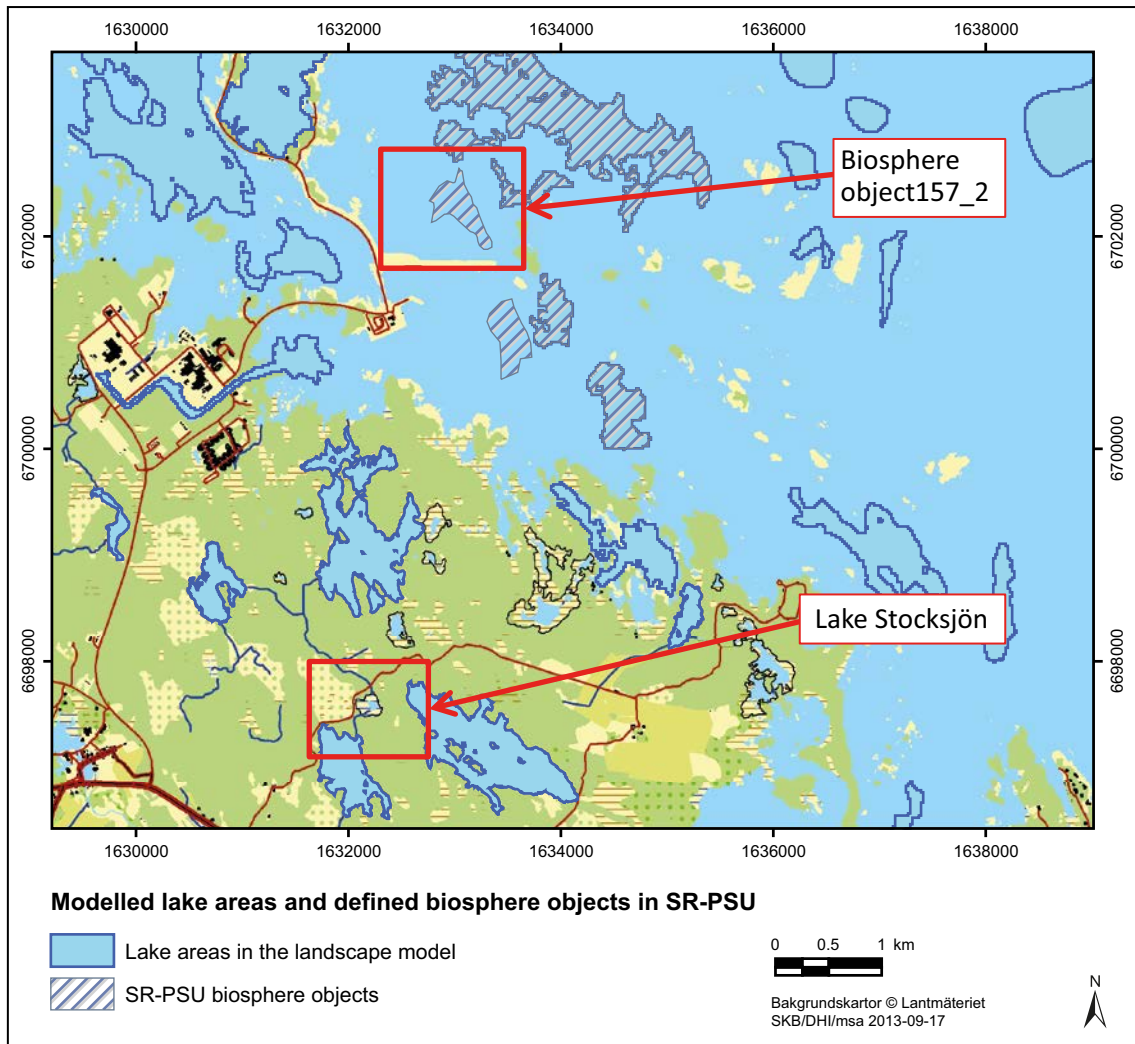 1630000 1632000 1634000 1636000 1638000
Biosphere
object157_2
6702000 6702000
6700000 6700000
Lake Stocksjön
6698000 6698000
1630000 1632000 1634000 1636000 1638000
Modelled lake areas and defined biosphere objects in SR-PSU
Lake areas in the landscape model
SR-PSU biosphere objects
0 0.5 1 km
Bakgrundskartor © Lantmäteriet
SKB/DHI/msa 2013-09-17
N